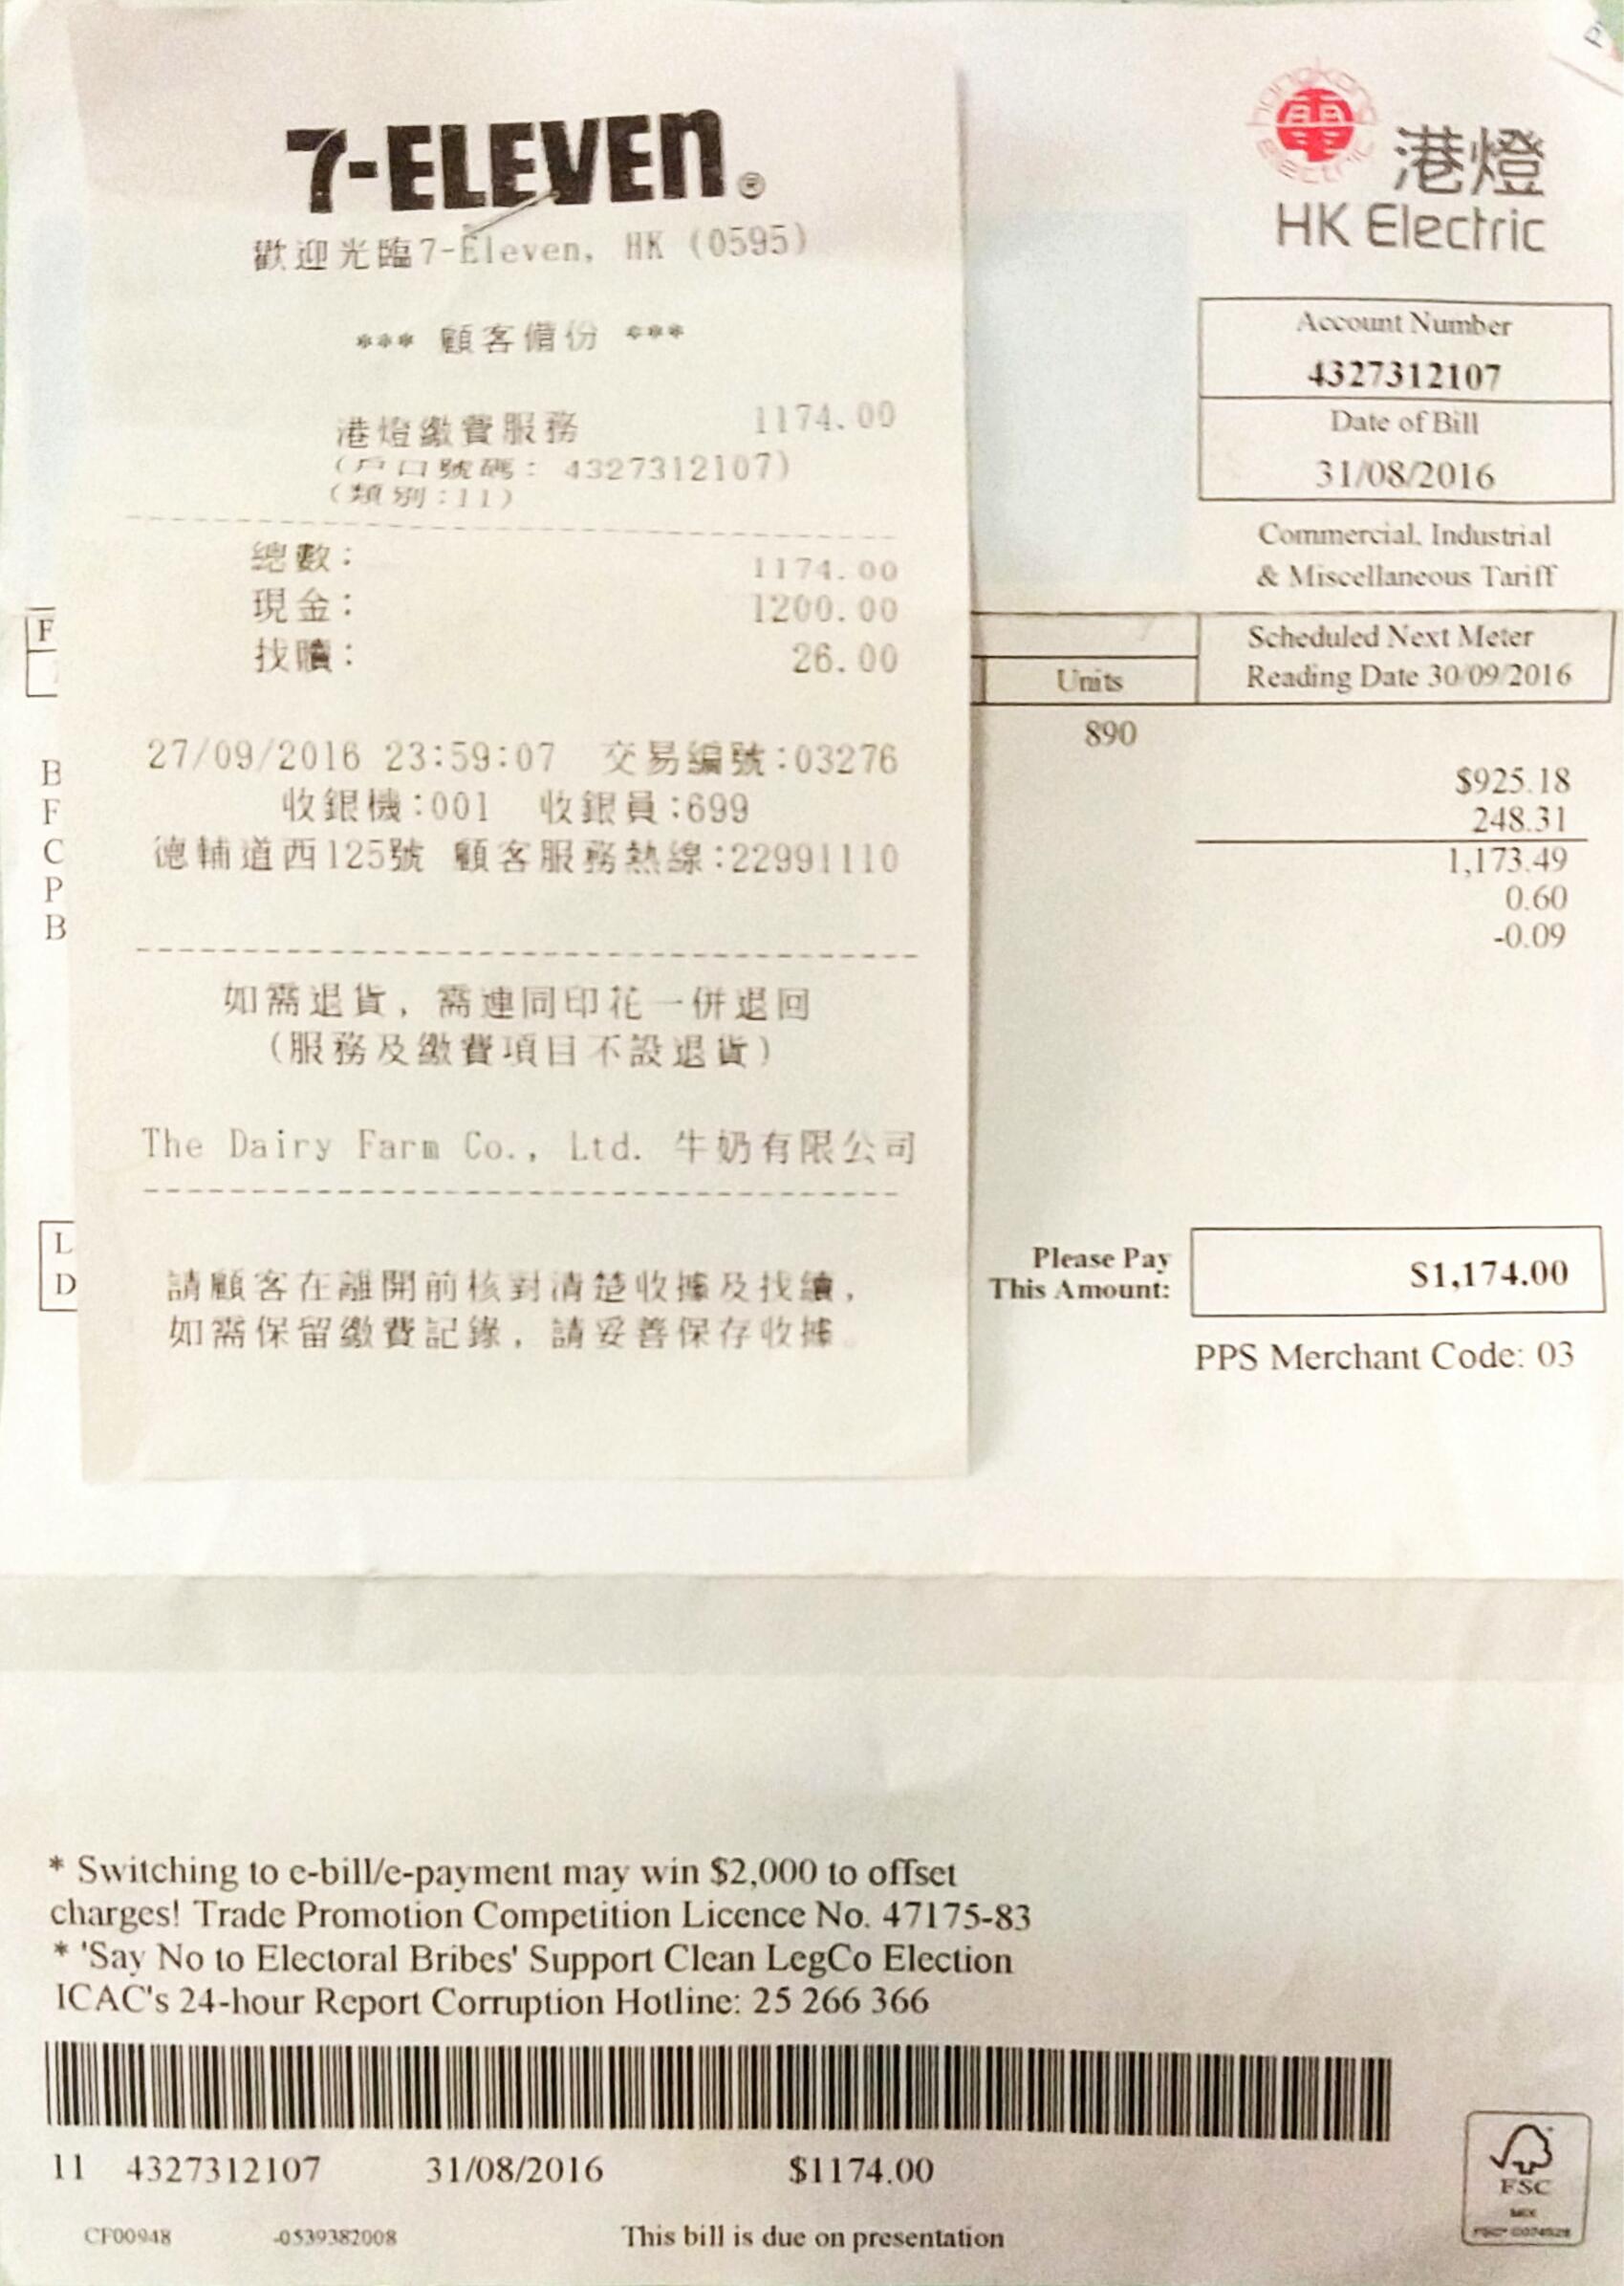 7-ELEVEn®
歡迎光臨7-Eleven, HK (0595)
*** 顧客備份 ***
港燈繳費服務 1174.00
(戶口號碼: 4327312107)
(類別:11)
總數: 1174.00
現金: 1200.00
找贖: 26.00
27/09/2016 23:59:07 交易編號:03276
收銀機:001 收銀員:699
德輔道西125號 顧客服務熱線:22991110
如需退貨, 需連同印花一併退回
(服務及繳費項目不設退貨)
The Dairy Farm Co., Ltd. 牛奶有限公司
請顧客在離開前核對清楚收據及找續,
如需保留繳費記錄, 請妥善保存收據
hongkong electric
電
港燈
HK Electric
Account Number
4327312107
Date of Bill
31/08/2016
Commercial, Industrial
& Miscellaneous Tariff
F
Units
Scheduled Next Meter
Reading Date 30/09/2016
890
B
$925.18
F
248.31
C
1,173.49
P
0.60
B
-0.09
L
D
Please Pay
This Amount:
$1,174.00
PPS Merchant Code: 03
* Switching to e-bill/e-payment may win $2,000 to offset
charges! Trade Promotion Competition Licence No. 47175-83
* 'Say No to Electoral Bribes' Support Clean LegCo Election
ICAC's 24-hour Report Corruption Hotline: 25 266 366
11 4327312107 31/08/2016 $1174.00
CF00948 -0539382008 This bill is due on presentation
FSC
MIX